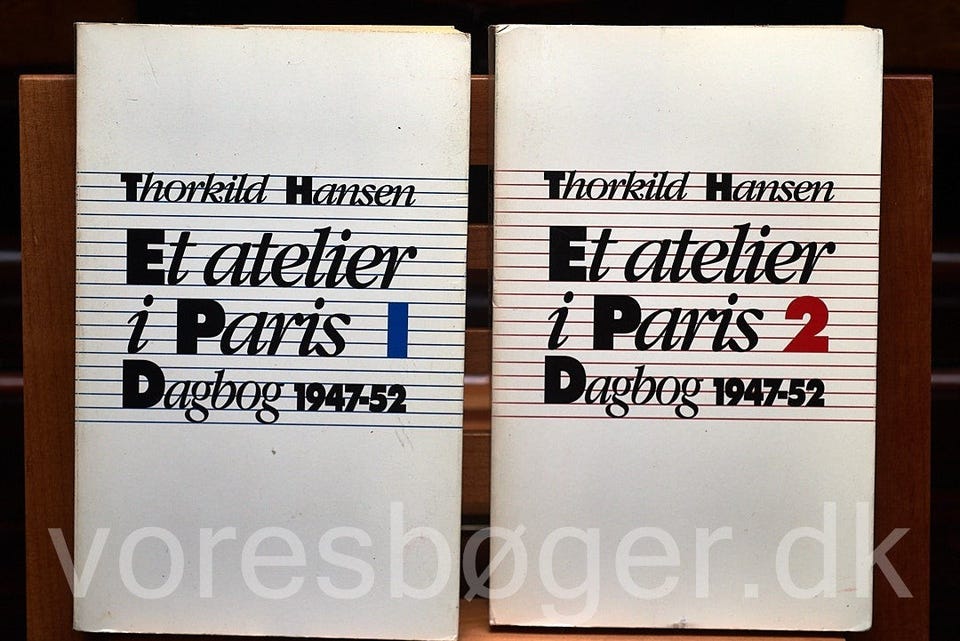 Thorkild Hansen
Et atelier
i Paris 1
Dagbog 1947-52
Thorkild Hansen
Et atelier
i Paris 2
Dagbog 1947-52
voresbøger.dk